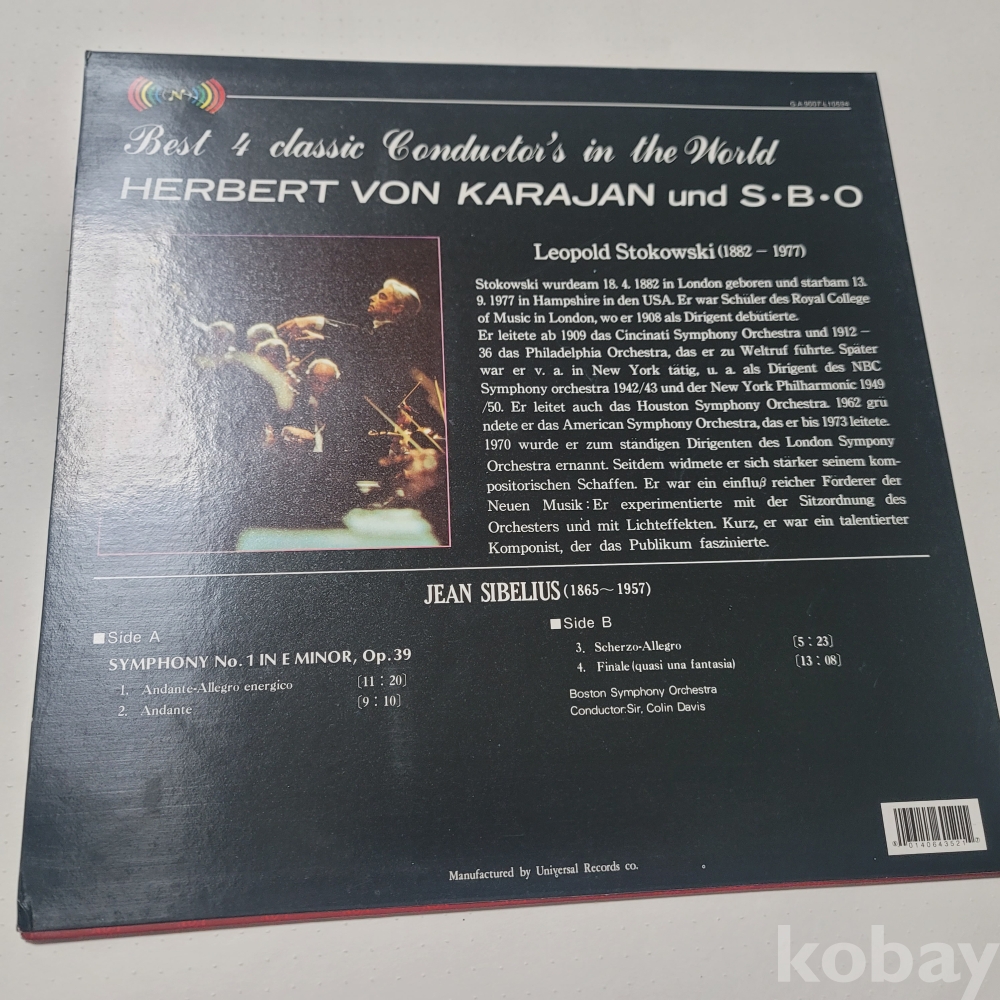 N
Best 4 classic Conductor's in the World
HERBERT VON KARAJAN und S·B·O
Leopold Stokowski (1882 – 1977)
Stokowski wurdeam 18. 4. 1882 in London geboren und starbam 13.
9. 1977 in Hampshire in den USA. Er war Schüler des Royal College
of Music in London, wo er 1908 als Dirigent debütierte.
Er leitete ab 1909 das Cincinati Symphony Orchestra und 1912 –
36 das Philadelphia Orchestra, das er zu Weltruf führte. Später
war er v. a. in New York tätig, u. a. als Dirigent des NBC
Symphony orchestra 1942/43 und der New York Philharmonic 1949
/50. Er leitet auch das Houston Symphony Orchestra. 1962 grü
ndete er das American Symphony Orchestra, das er bis 1973 leitete.
1970 wurde er zum ständigen Dirigenten des London Sympony
Orchestra ernannt. Seitdem widmete er sich stärker seinem kom-
positorischen Schaffen. Er war ein einfluβ reicher Förderer der
Neuen Musik : Er experimentierte mit der Sitzordnung des
Orchesters und mit Lichteffekten. Kurz, er war ein talentierter
Komponist, der das Publikum faszinierte.
JEAN SIBELIUS (1865~1957)
■Side A
SYMPHONY No. 1 IN E MINOR, Op. 39
1. Andante-Allegro energico [11 : 20]
2. Andante [9 : 10]
■Side B
3. Scherzo-Allegro [5 : 23]
4. Finale (quasi una fantasia) [13 : 08]
Boston Symphony Orchestra
Conductor:Sir, Colin Davis
Manufactured by Universal Records co.
kobay